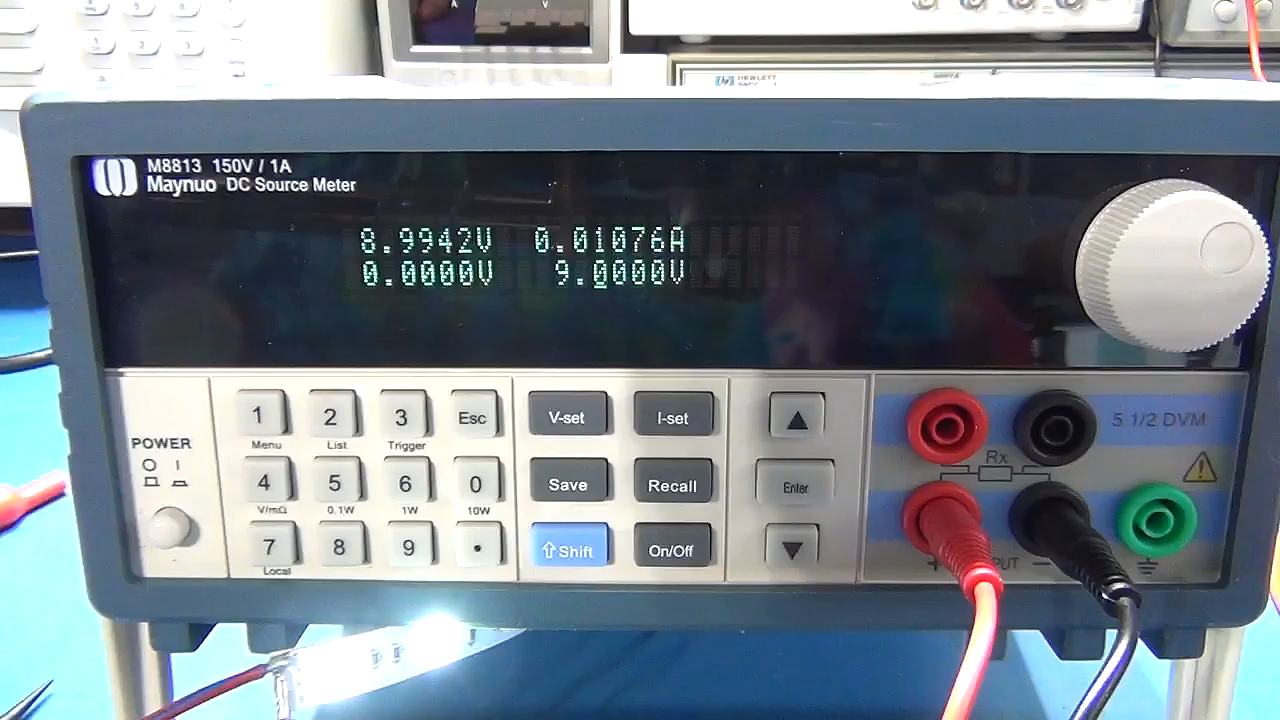 A V
HEWLETT
M8813 150V / 1A
Maynuo DC Source Meter
8.9942V 0.01076A
0.0000V 9.0000V
POWER
1 2 3 Esc
Menu List Trigger
4 5 6 0
V/mΩ 0.1W 1W 10W
7 8 9 .
Local
V-set I-set
Save Recall
⇧Shift On/Off
▲
Enter
▼
5 1/2 DVM
Rx
+ PUT −